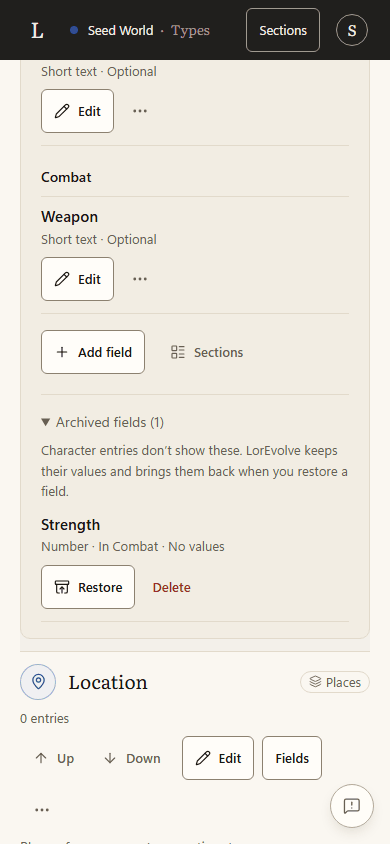 L
Seed World · Types
Sections
S
Short text · Optional
Edit
Combat
Weapon
Short text · Optional
Edit
Add field
Sections
Archived fields (1)
Character entries don't show these. LorEvolve keeps
their values and brings them back when you restore a
field.
Strength
Number · In Combat · No values
Restore
Delete
Location
Places
0 entries
Up
Down
Edit
Fields